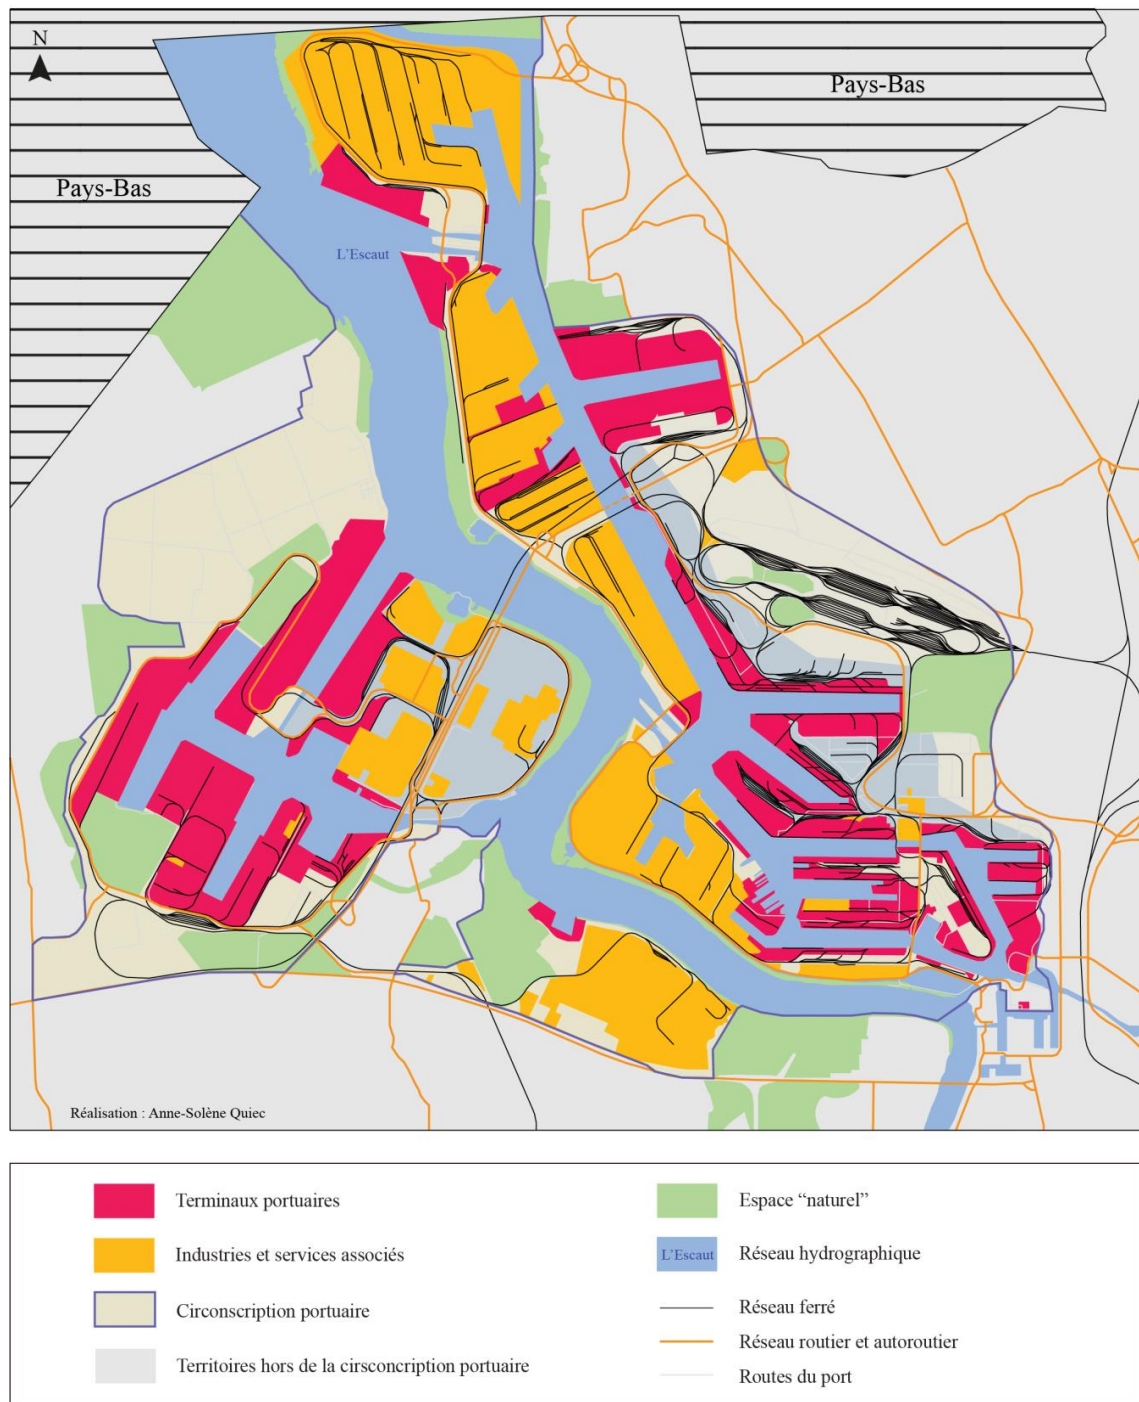 N
Pays-Bas
Pays-Bas
L’Escaut
Réalisation : Anne-Solène Quiec
Terminaux portuaires
Industries et services associés
Circonscription portuaire
Territoires hors de la cirsconcription portuaire
Espace “naturel”
L’Escaut
Réseau hydrographique
Réseau ferré
Réseau routier et autoroutier
Routes du port